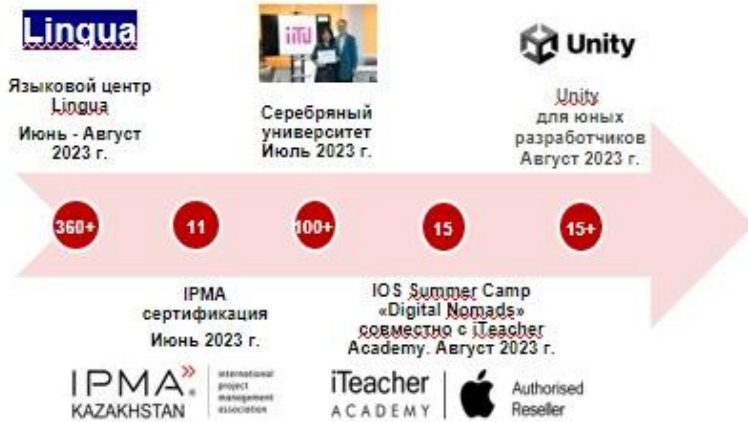 Lingua
Языковой центр
Lingua
Июнь - Август
2023 г.
iiTU
Серебряный
университет
Июль 2023 г.
Unity
Unity
для юных
разработчиков
Август 2023 г.
360+
11
100+
15
15+
IPMA
сертификация
Июнь 2023 г.
IOS Summer Camp
«Digital Nomads»
совместно с iTeacher
Academy. Август 2023 г.
IPMA®
KAZAKHSTAN
international
project
management
association
iTeacher
ACADEMY
Authorised
Reseller